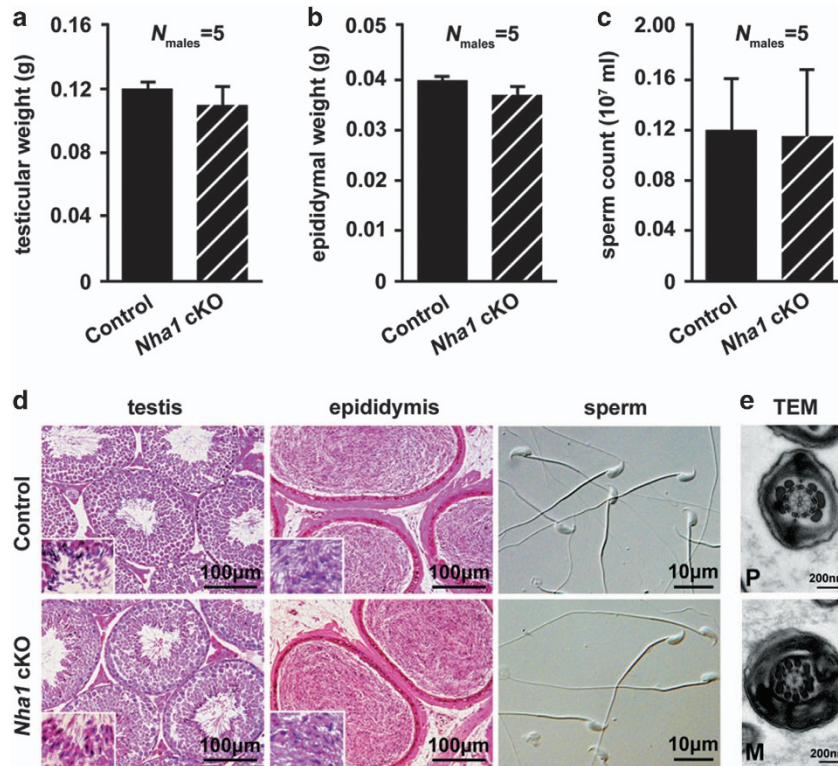 a
N males=5
testicular weight (g)
0.16
0.12
0.08
0.04
0
Control
Nha1 cKO
b
N males=5
epididymal weight (g)
0.05
0.04
0.03
0.02
0.01
0
Control
Nha1 cKO
c
N males=5
sperm count (10⁷ ml)
2.00
0.16
0.12
0.08
0.04
0
Control
Nha1 cKO
d
testis
epididymis
sperm
e
TEM
Control
100μm
100μm
10μm
P
200nm
Nha1 cKO
100μm
100μm
10μm
M
200nm